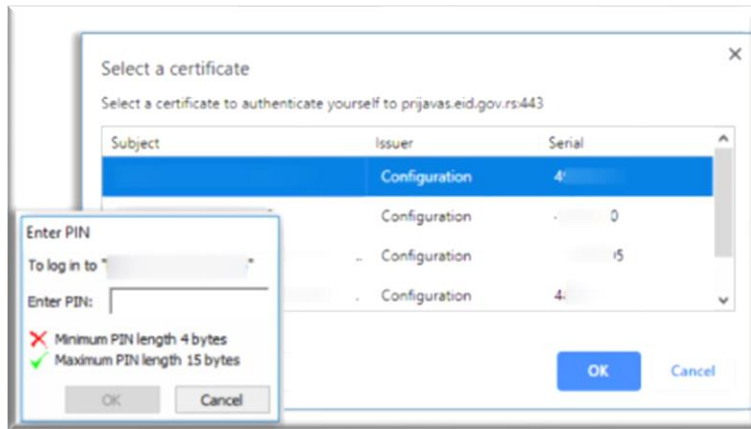 Select a certificate
Select a certificate to authenticate yourself to prijavas.eid.gov.rs:443
Subject Issuer Serial
Configuration
Configuration
Configuration
Configuration
OK Cancel
Enter PIN
To log in to " "
Enter PIN:
Minimum PIN length 4 bytes
Maximum PIN length 15 bytes
OK Cancel